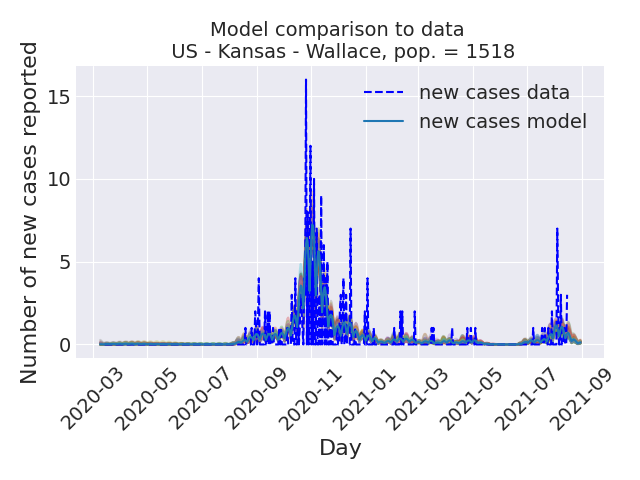 Model comparison to data
US - Kansas - Wallace, pop. = 1518
Number of new cases reported
15
10
5
0
new cases data
new cases model
2020-03
2020-05
2020-07
2020-09
2020-11
2021-01
2021-03
2021-05
2021-07
2021-09
Day